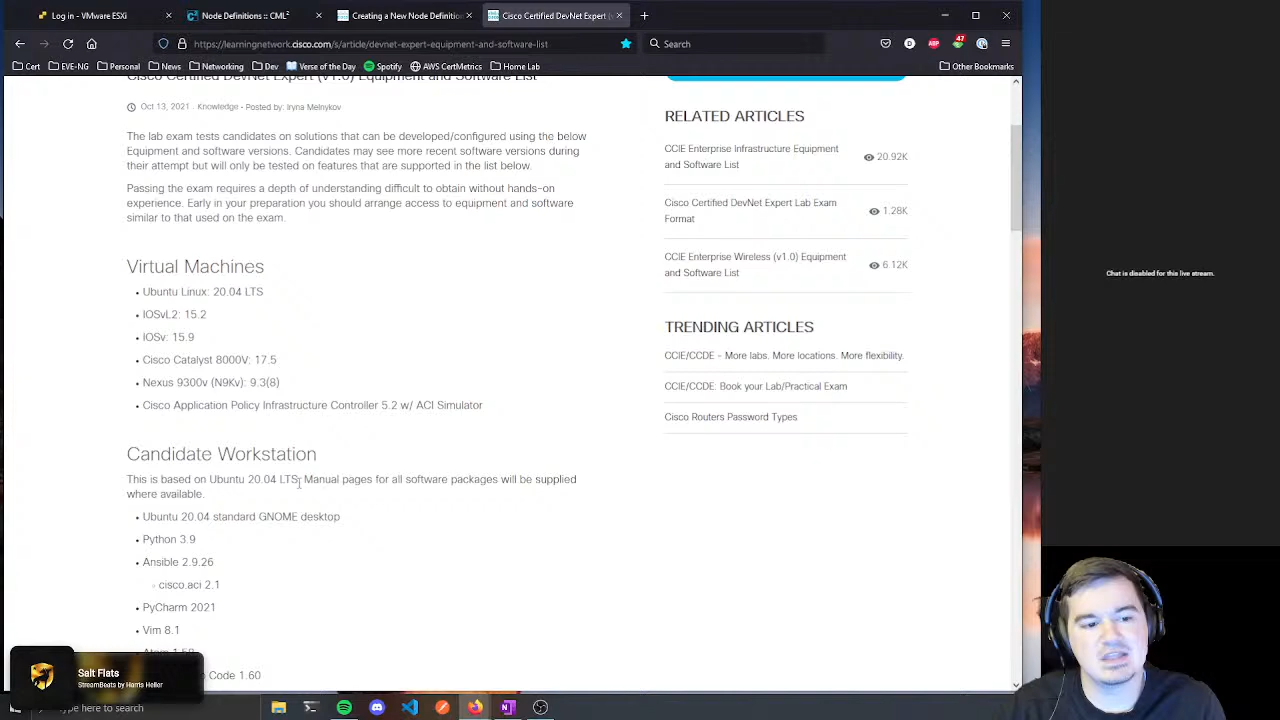 Log in - VMware ESXi
Node Definitions - CML
Creating a New Node Definition
Cisco Certified DevNet Expert (v
https://learningnetwork.cisco.com/s/article/devnet-expert-equipment-and-software-list
Search
47
Cert
EVE-NG
Personal
News
Networking
Dev
Verse of the Day
Spotify
AWS CertMetrics
Home Lab
Other Bookmarks
Cisco Certified DevNet Expert (v1.0) Equipment and Software List
Oct 13, 2021 . Knowledge • Posted by: Iryna Melnykov
The lab exam tests candidates on solutions that can be developed/configured using the below
Equipment and software versions. Candidates may see more recent software versions during
their attempt but will only be tested on features that are supported in the list below.
Passing the exam requires a depth of understanding difficult to obtain without hands-on
experience. Early in your preparation you should arrange access to equipment and software
similar to that used on the exam.
Virtual Machines
• Ubuntu Linux: 20.04 LTS
• IOSvL2: 15.2
• IOSv: 15.9
• Cisco Catalyst 8000V: 17.5
• Nexus 9300v (N9Kv): 9.3(8)
• Cisco Application Policy Infrastructure Controller 5.2 w/ ACI Simulator
Candidate Workstation
This is based on Ubuntu 20.04 LTS. Manual pages for all software packages will be supplied
where available.
• Ubuntu 20.04 standard GNOME desktop
• Python 3.9
• Ansible 2.9.26
» cisco.aci 2.1
• PyCharm 2021
• Vim 8.1
Code 1.60
RELATED ARTICLES
CCIE Enterprise Infrastructure Equipment
and Software List
20.92K
Cisco Certified DevNet Expert Lab Exam
Format
1.28K
CCIE Enterprise Wireless (v1.0) Equipment
and Software List
6.12K
TRENDING ARTICLES
CCIE/CCDE - More labs. More locations. More flexibility.
CCIE/CCDE: Book your Lab/Practical Exam
Cisco Routers Password Types
Chat is disabled for this live stream.
Salt Flats
StreamBeats by Harris Heller
here to search